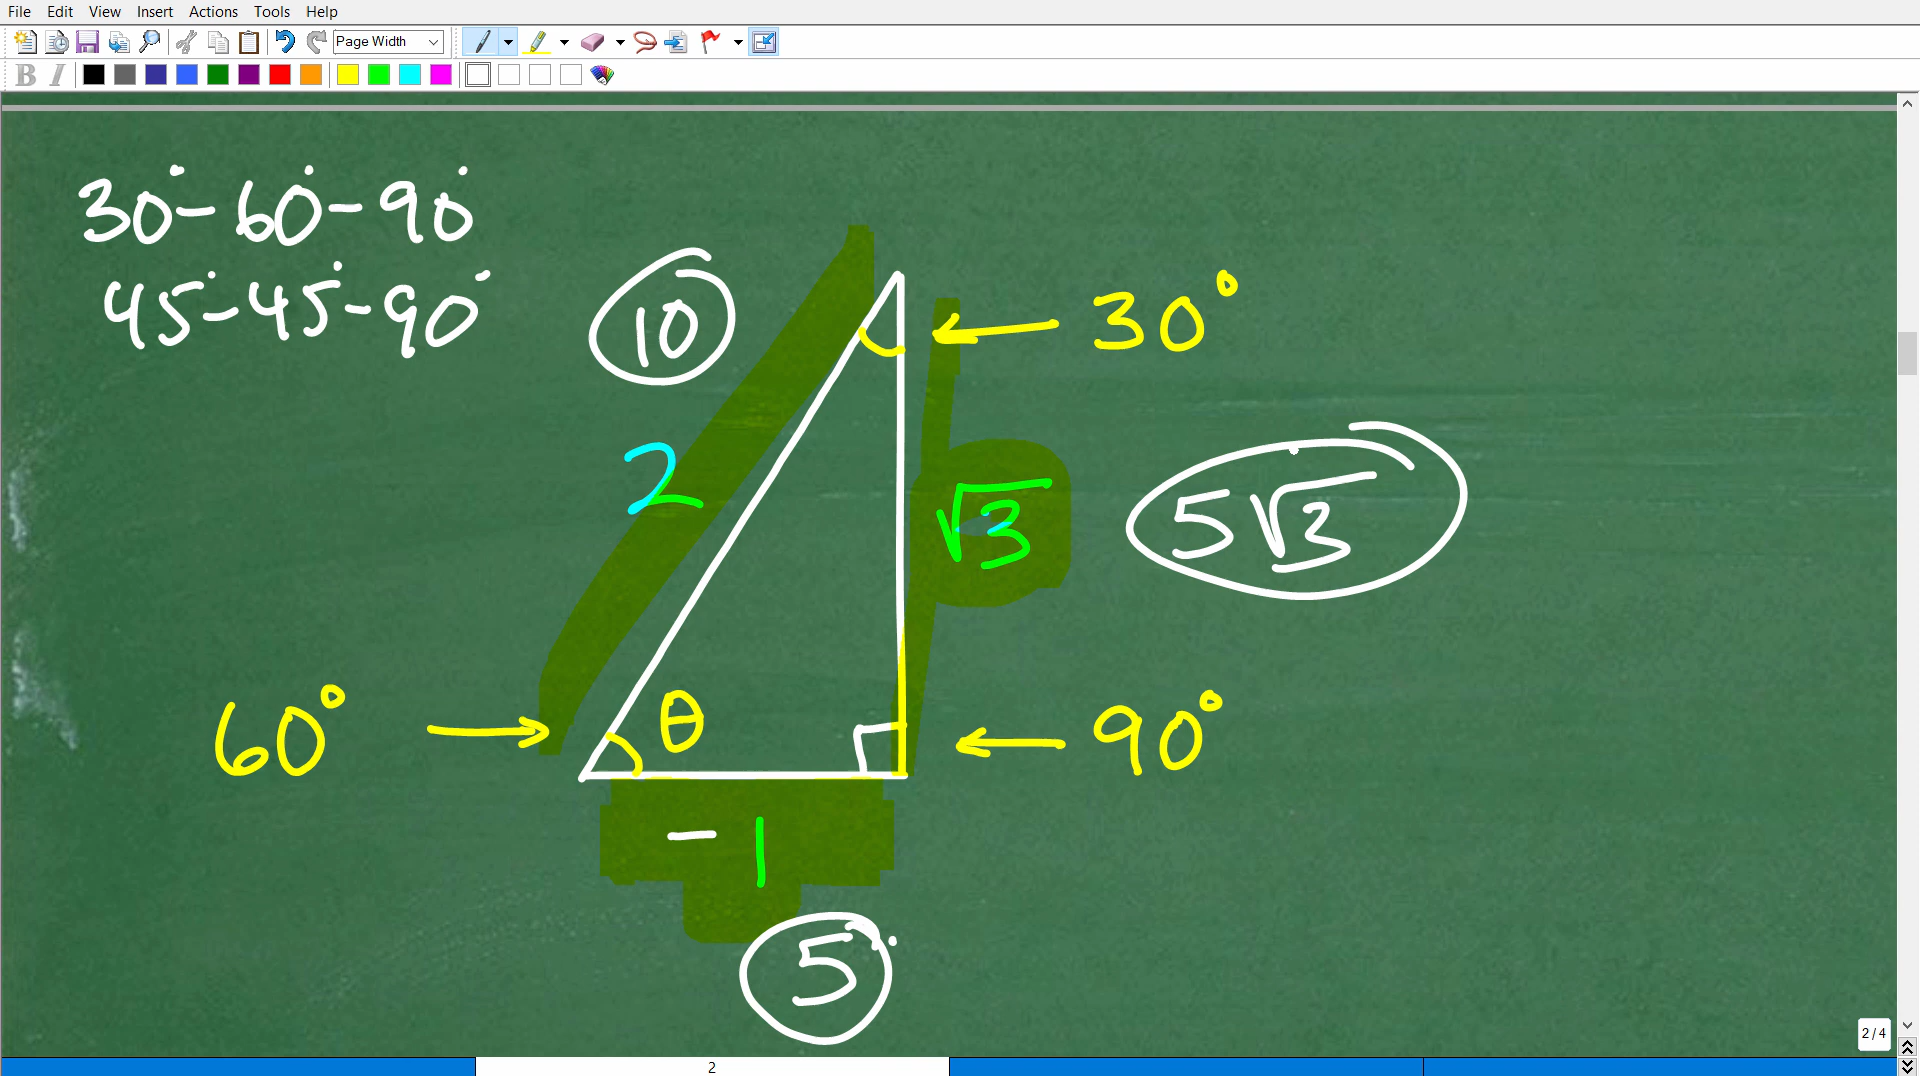 File Edit View Insert Actions Tools Help
Page Width
B I
30°-60°-90°
45°-45°-90°
10
30°
2
√3
5√3
60°
θ
90°
- 1
5
2 / 4
2